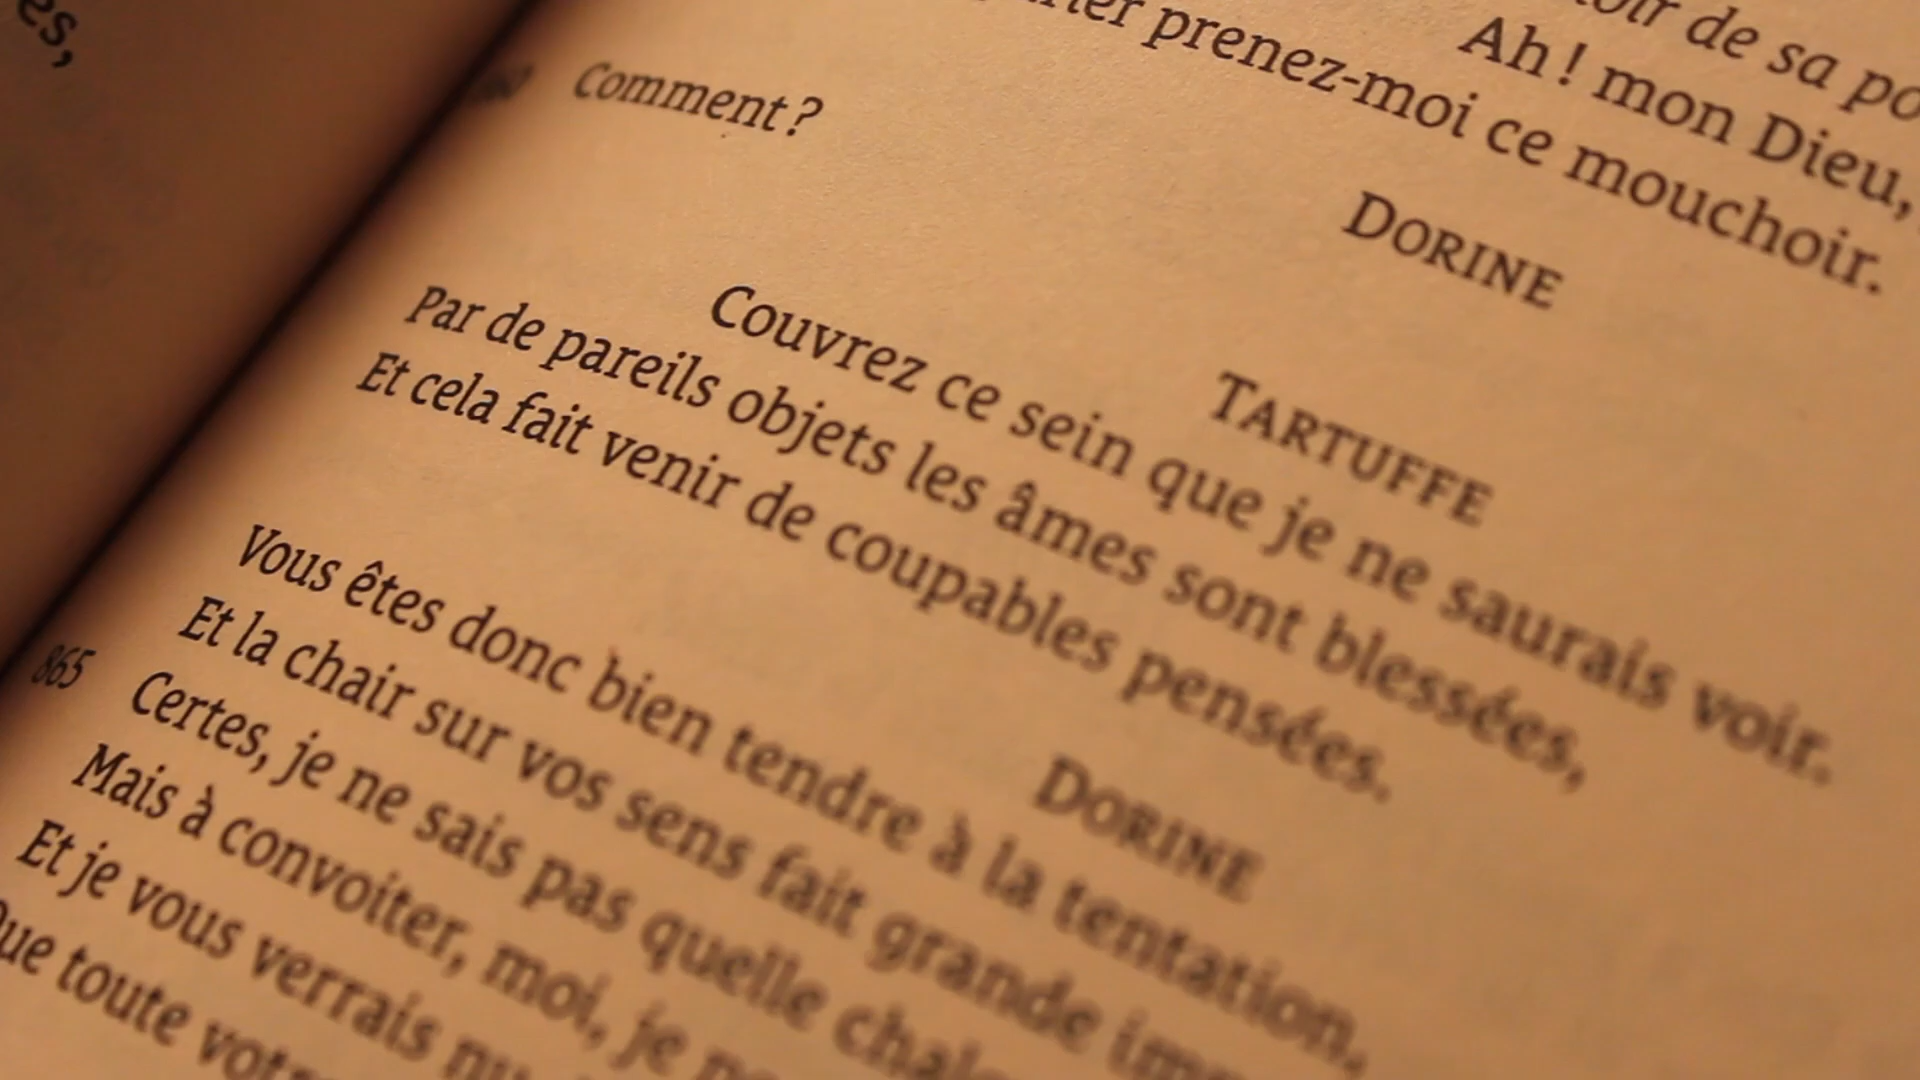 es,
oir de sa po
Ah ! mon Dieu,
prenez-moi ce mouchoir.
DORINE
Comment ?
TARTUFFE
Couvrez ce sein que je ne saurais voir.
Par de pareils objets les âmes sont blessées,
Et cela fait venir de coupables pensées.
DORINE
Vous êtes donc bien tendre à la tentation,
Et la chair sur vos sens fait grande
865 Certes, je ne sais pas quelle
Mais à convoiter, moi, je
Et je vous verrais nu
Que toute